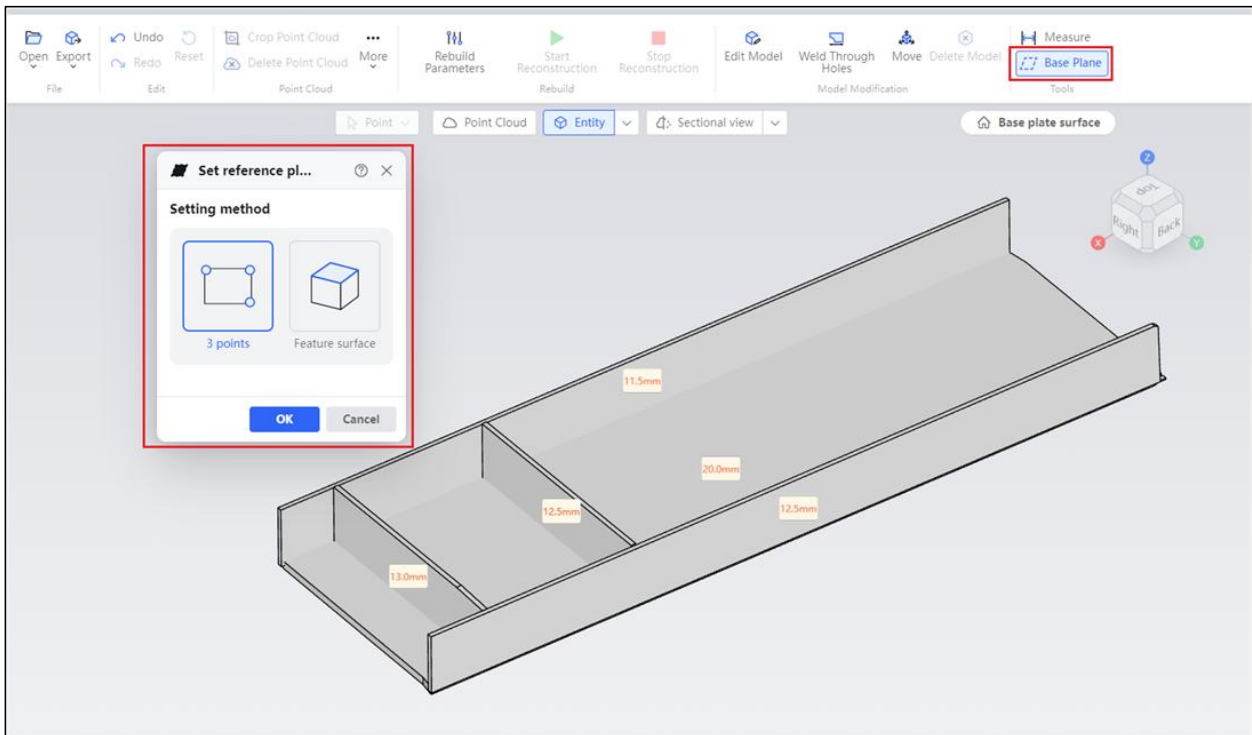 Open
Export
Undo
Redo
Reset
Crop Point Cloud
Delete Point Cloud
More
Rebuild
Parameters
Start
Reconstruction
Stop
Reconstruction
Edit Model
Weld Through
Holes
Move
Delete Model
Measure
Base Plane
File
Edit
Point Cloud
Rebuild
Model Modification
Tools
Point
Point Cloud
Entity
Sectional view
Base plate surface
Set reference pl...
Setting method
3 points
Feature surface
OK
Cancel
Z
Top
Right
Back
X
Y
11.5mm
20.0mm
12.5mm
12.5mm
13.0mm